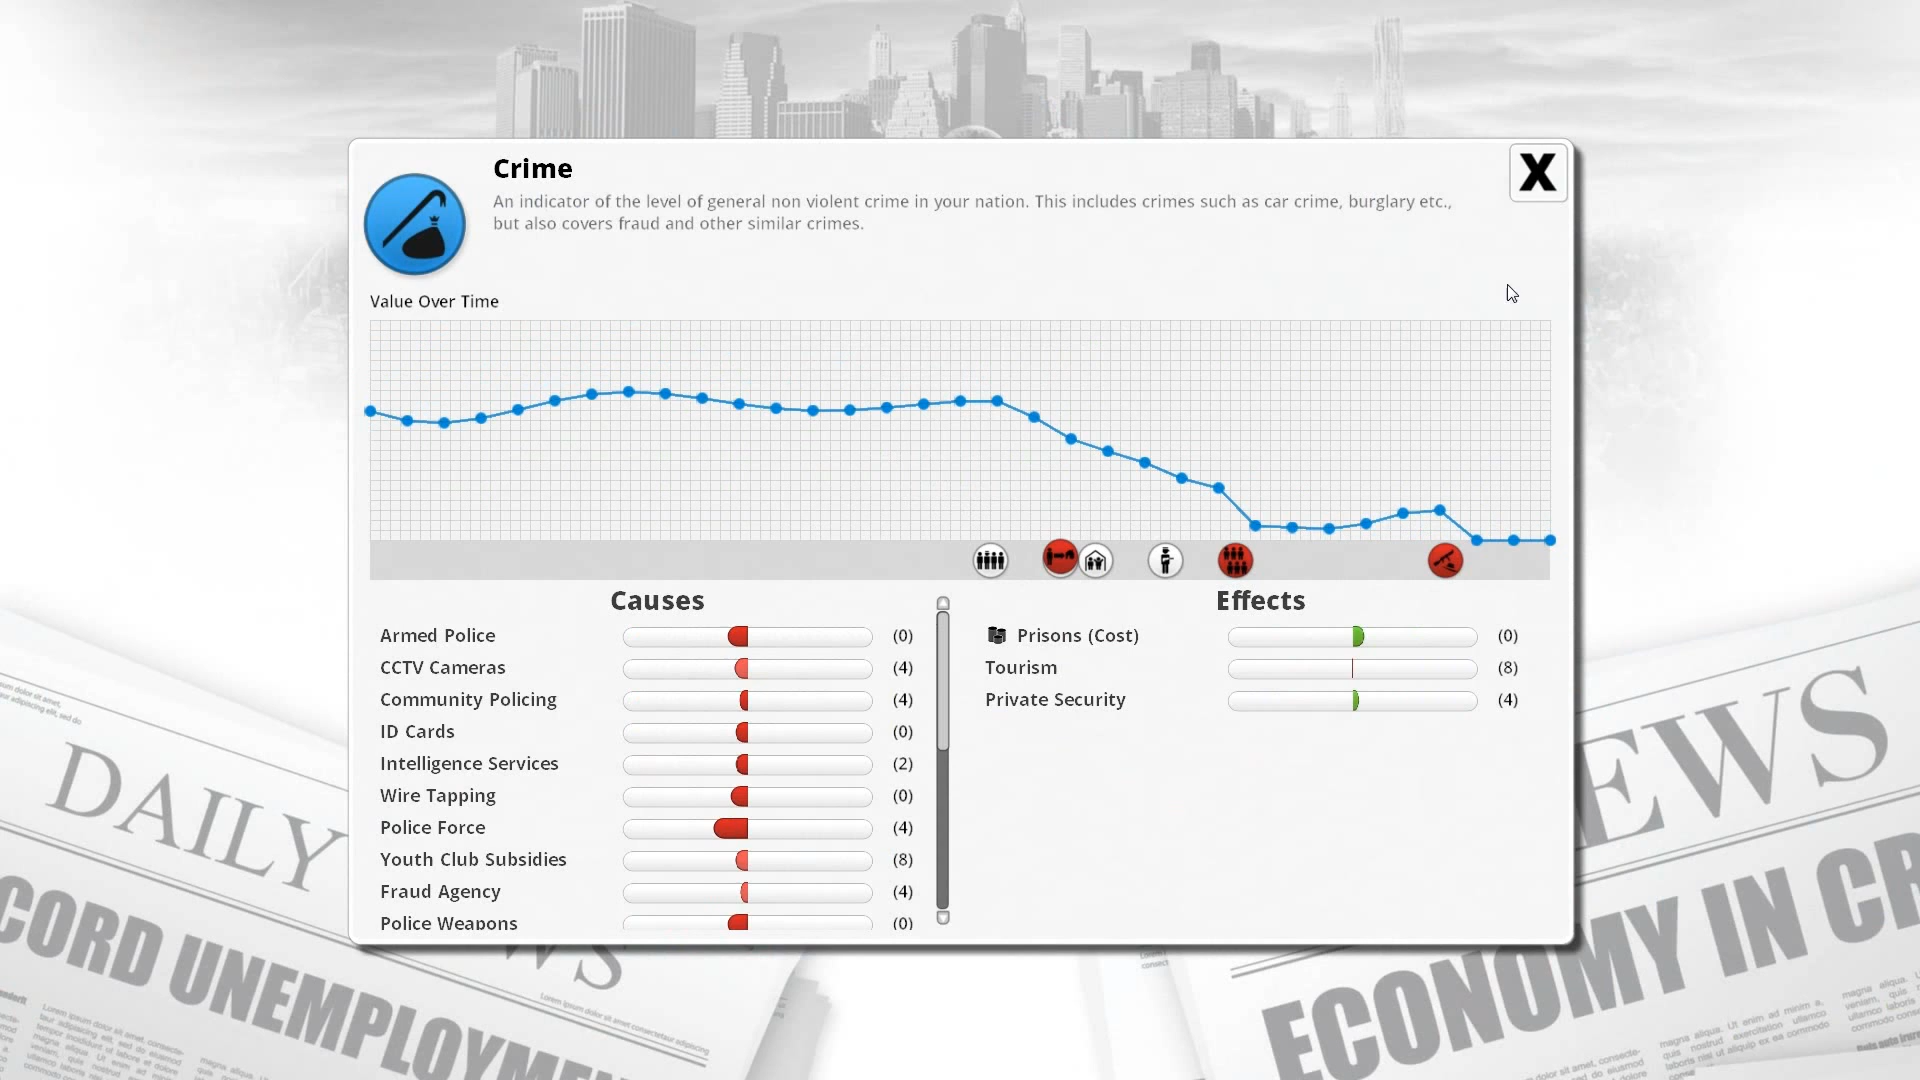 Crime
X
An indicator of the level of general non violent crime in your nation. This includes crimes such as car crime, burglary etc.,
but also covers fraud and other similar crimes.
Value Over Time
Causes
Armed Police (0)
CCTV Cameras (4)
Community Policing (4)
ID Cards (0)
Intelligence Services (2)
Wire Tapping (0)
Police Force (4)
Youth Club Subsidies (8)
Fraud Agency (4)
Police Weapons (0)
Effects
Prisons (Cost) (0)
Tourism (8)
Private Security (4)
DAILY
CORD UNEMPLOYME
WS
EWS
ECONOMY IN CR